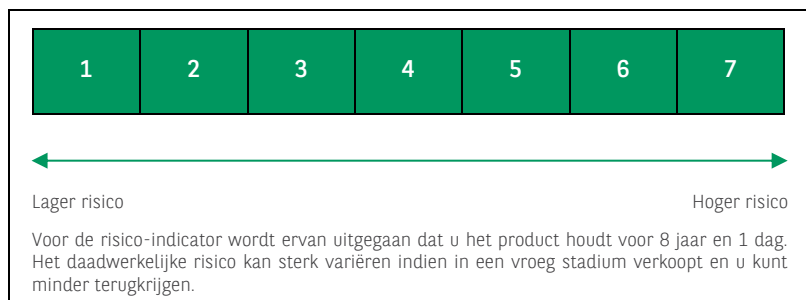 1 2 3 4 5 6 7
Lager risico Hoger risico
Voor de risico-indicator wordt ervan uitgegaan dat u het product houdt voor 8 jaar en 1 dag.
Het daadwerkelijke risico kan sterk variëren indien in een vroeg stadium verkoopt en u kunt
minder terugkrijgen.